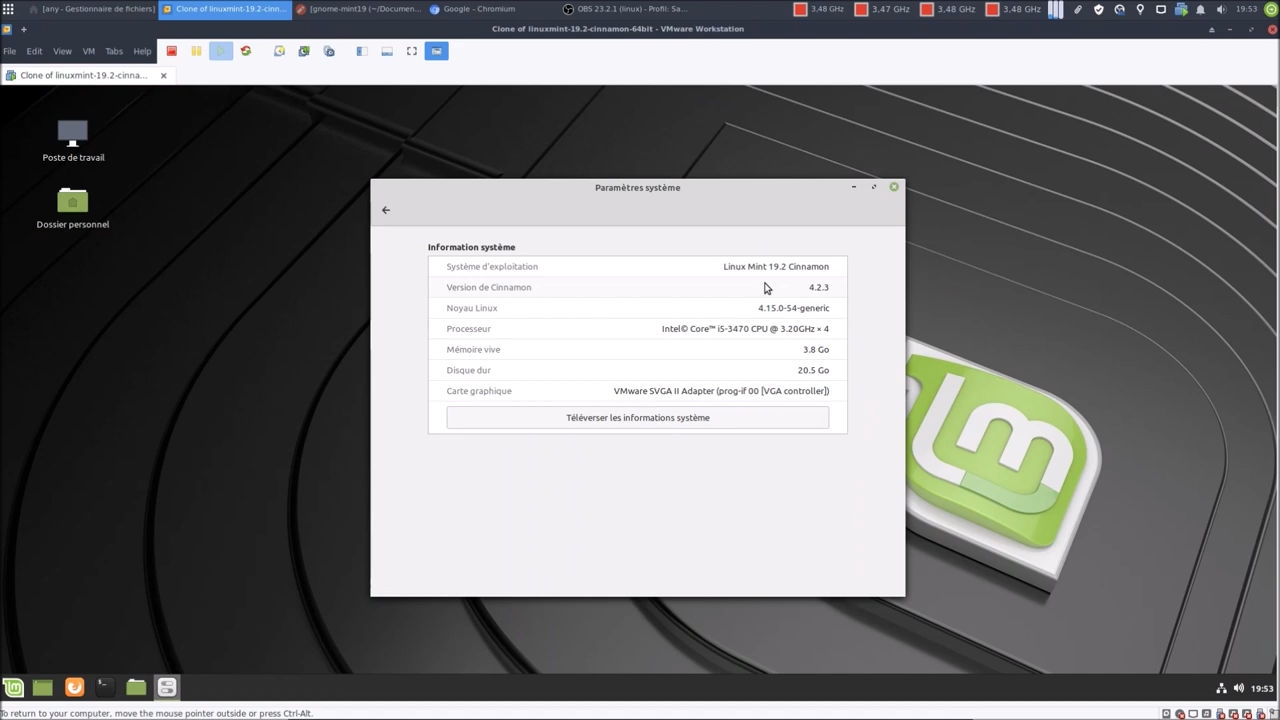 [any - Gestionnaire de fichiers]
Clone of linuxmint-19.2-cinn...
[gnome-mint19 (~/Documen...
Google - Chromium
OBS 23.2.1 (linux) - Profil: Sa...
3,48 GHz
3,47 GHz
3,48 GHz
3,48 GHz
19:53
Clone of linuxmint-19.2-cinnamon-64bit - VMware Workstation
File Edit View VM Tabs Help
Clone of linuxmint-19.2-cinna...
Poste de travail
Dossier personnel
Paramètres système
Information système
Système d'exploitation Linux Mint 19.2 Cinnamon
Version de Cinnamon 4.2.3
Noyau Linux 4.15.0-54-generic
Processeur Intel© Core™ i5-3470 CPU @ 3.20GHz × 4
Mémoire vive 3.8 Go
Disque dur 20.5 Go
Carte graphique VMware SVGA II Adapter (prog-if 00 [VGA controller])
Téléverser les informations système
19:53
To return to your computer, move the mouse pointer outside or press Ctrl-Alt.